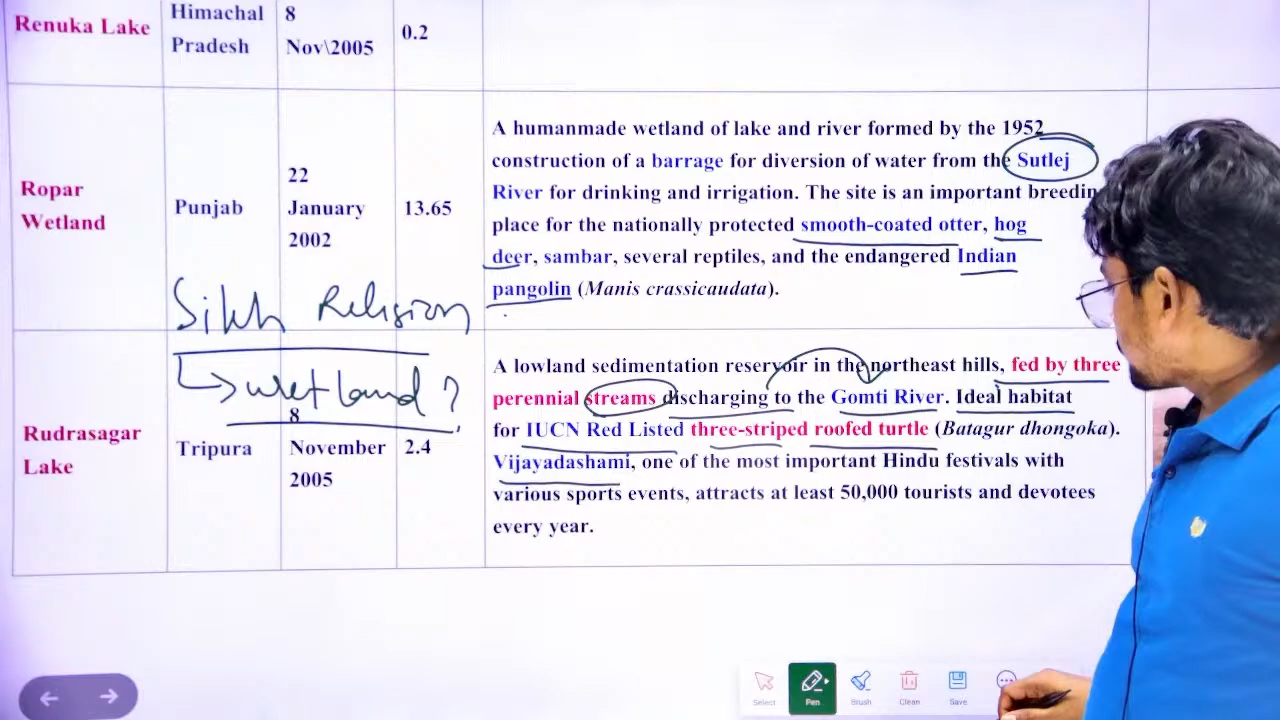 Renuka Lake
Himachal
Pradesh
8
Nov\2005
0.2
Ropar
Wetland
Punjab
22
January
2002
13.65
A humanmade wetland of lake and river formed by the 1952
construction of a barrage for diversion of water from the Sutlej
River for drinking and irrigation. The site is an important breedin
place for the nationally protected smooth-coated otter, hog
deer, sambar, several reptiles, and the endangered Indian
pangolin (Manis crassicaudata).
Sikh Religion
wetland?
Rudrasagar
Lake
Tripura
8
November
2005
2.4
A lowland sedimentation reservoir in the northeast hills, fed by three
perennial streams discharging to the Gomti River. Ideal habitat
for IUCN Red Listed three-striped roofed turtle (Batagur dhongoka).
Vijayadashami, one of the most important Hindu festivals with
various sports events, attracts at least 50,000 tourists and devotees
every year.
Select
Pen
Brush
Clean
Save